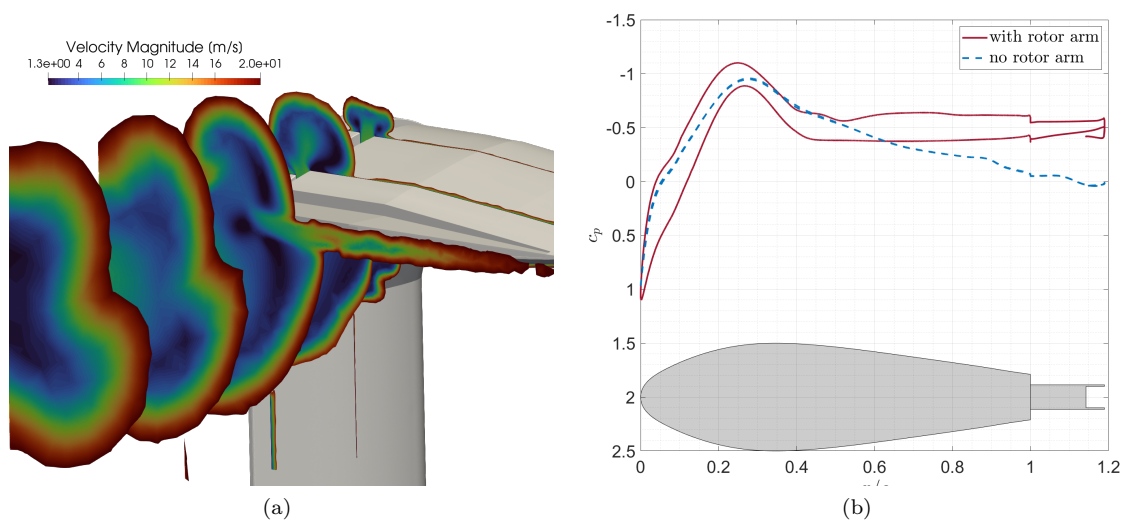 Velocity Magnitude [m/s]
1.3e+00 4 6 8 10 12 14 16 2.0e+01
(a)
-1.5
-1
-0.5
0
0.5
1
1.5
2
2.5
c_p
with rotor arm
no rotor arm
0 0.2 0.4 0.6 0.8 1 1.2
(b)